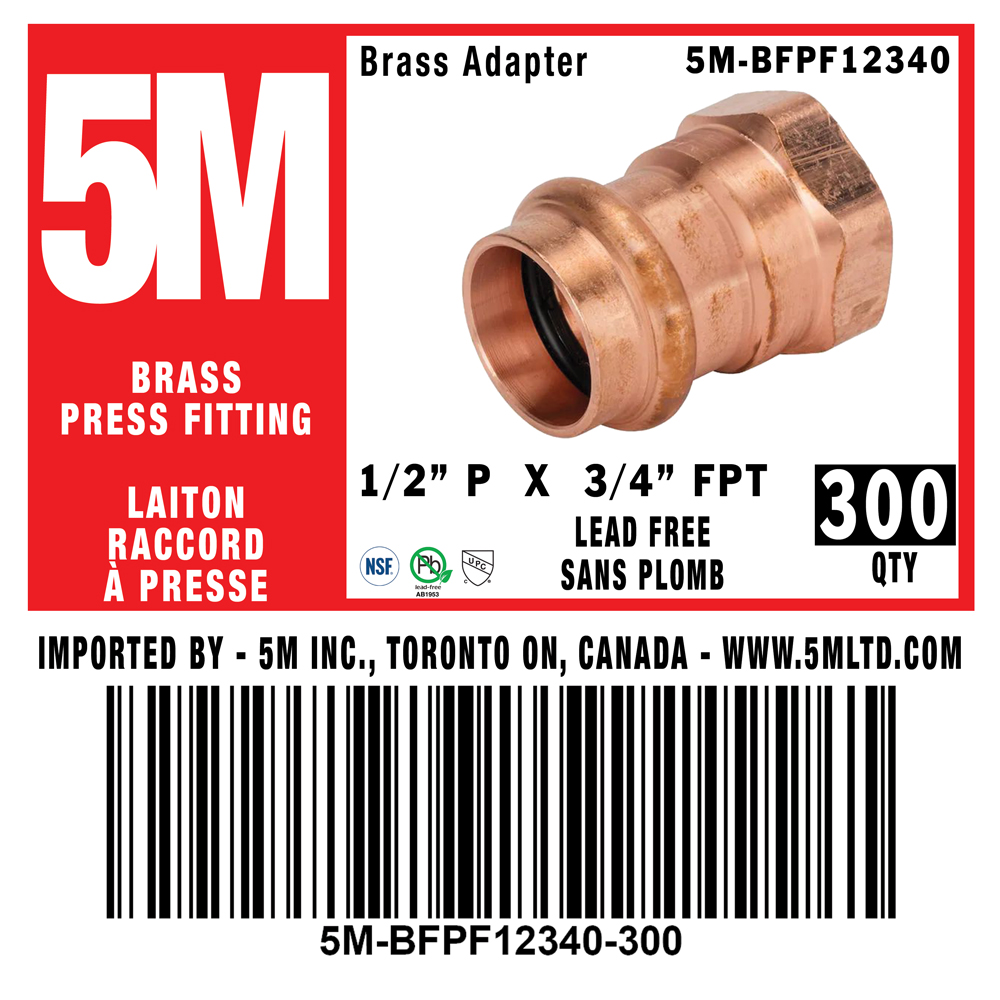 5M
BRASS
PRESS FITTING
LAITON
RACCORD
À PRESSE
Brass Adapter 5M-BFPF12340
1/2” P X 3/4” FPT
LEAD FREE
SANS PLOMB
300
QTY
NSF
Pb
lead-free
AB1953
UPC
C ®
IMPORTED BY - 5M INC., TORONTO ON, CANADA - WWW.5MLTD.COM
5M-BFPF12340-300